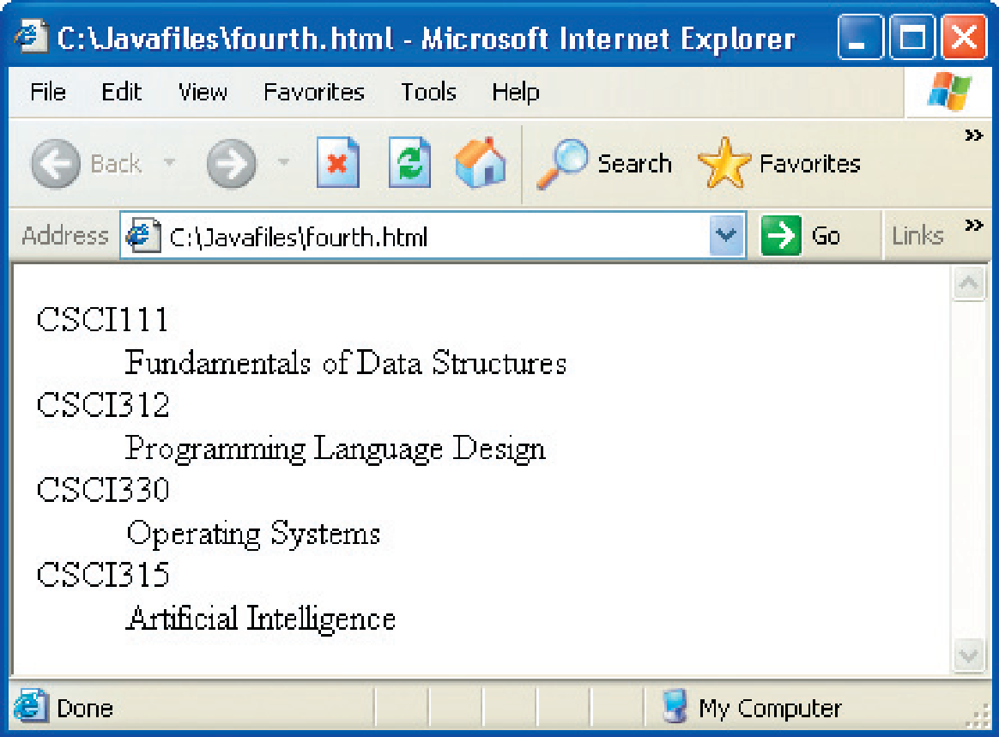 C:\Javafiles\fourth.html - Microsoft Internet Explorer
File Edit View Favorites Tools Help
Back Search Favorites »
Address C:\Javafiles\fourth.html Go Links »
CSCI111
Fundamentals of Data Structures
CSCI312
Programming Language Design
CSCI330
Operating Systems
CSCI315
Artificial Intelligence
Done My Computer